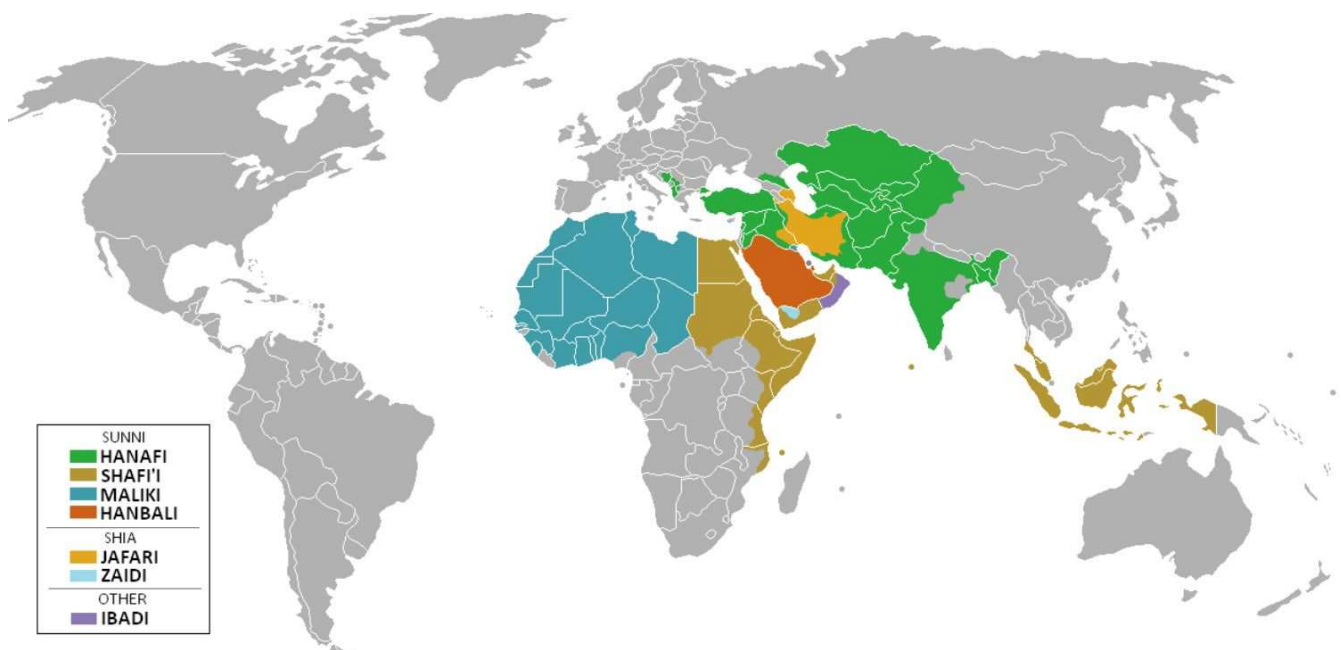 SUNNI
HANAFI
SHAFI'I
MALIKI
HANBALI
SHIA
JAFARI
ZAIDI
OTHER
IBADI